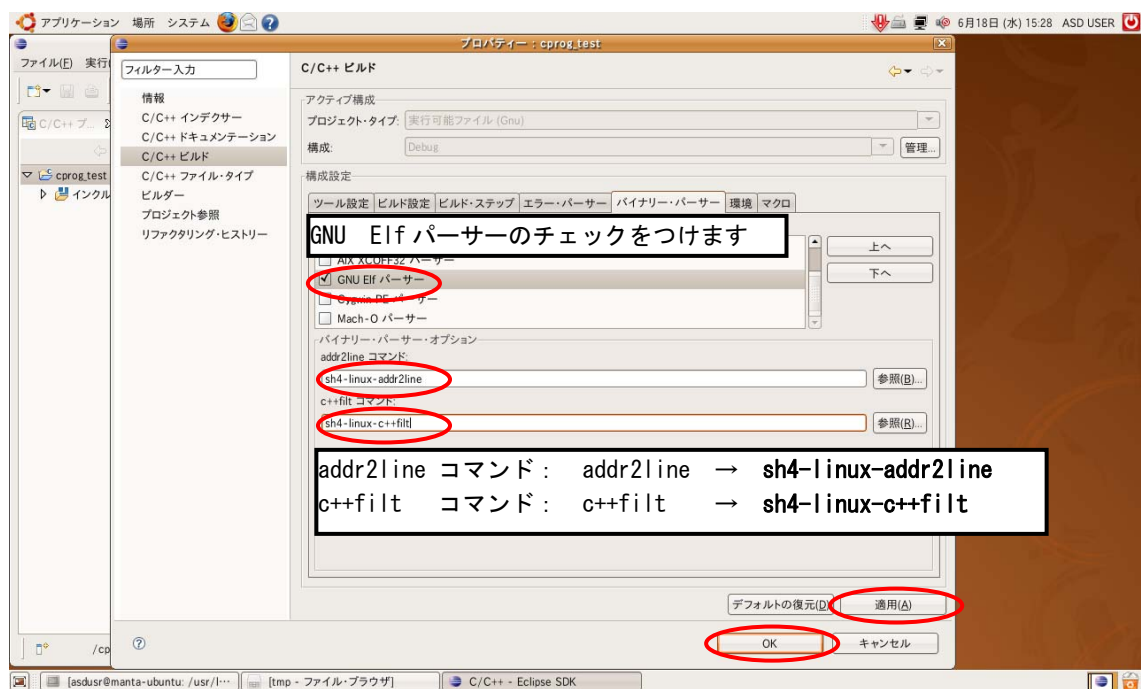 アプリケーション 場所 システム
6月18日 (水) 15:28 ASD USER
プロパティー : cprog_test
ファイル(F) 実行
フィルター入力
C/C++ ビルド
情報
C/C++ インデクサー
C/C++ ドキュメンテーション
C/C++ ビルド
C/C++ ファイル・タイプ
ビルダー
プロジェクト参照
リファクタリング・ヒストリー
C/C++ プ...
cprog_test
インクル
アクティブ構成
プロジェクト・タイプ: 実行可能ファイル (Gnu)
構成: Debug 管理...
構成設定
ツール設定 ビルド設定 ビルド・ステップ エラー・パーサー バイナリー・パーサー 環境 マクロ
GNU Elf パーサーのチェックをつけます
上へ
AIX XCOFF32 パーサー
GNU Elf パーサー
下へ
Cygwin PE パーサー
Mach-O パーサー
バイナリー・パーサー・オプション
addr2line コマンド:
sh4-linux-addr2line 参照(B)...
c++filt コマンド:
sh4-linux-c++filt 参照(R)...
addr2line コマンド: addr2line → sh4-linux-addr2line
c++filt コマンド: c++filt → sh4-linux-c++filt
デフォルトの復元(D) 適用(A)
OK キャンセル
/cp
[asdusr@manta-ubuntu: /usr/l… [tmp - ファイル・ブラウザ] C/C++ - Eclipse SDK